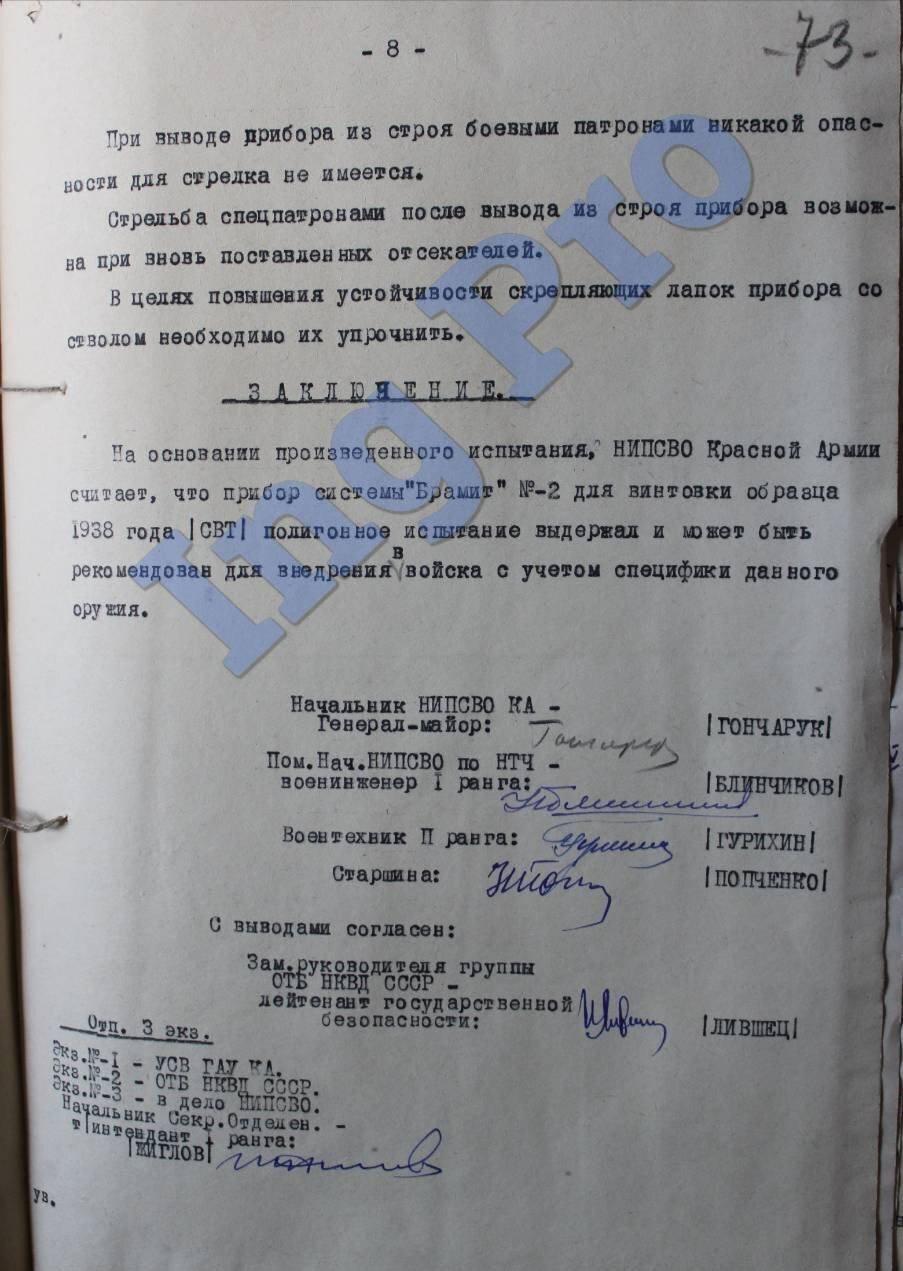 - 8 -
-73-
При выводе прибора из строя боевыми патронами никакой опас-
ности для стрелка не имеется.
Стрельба спецпатронами после вывода из строя прибора возмож-
на при вновь поставленных отсекателей.
В целях повышения устойчивости скрепляющих лапок прибора со
стволом необходимо их упрочнить.
ЗАКЛЮЧЕНИЕ.
На основании произведенного испытания, НИПСВО Красной Армии
считает, что прибор системы"Брамит" №-2 для винтовки образца
1938 года |СВТ| полигонное испытание выдержал и может быть
рекомендован для внедрения в войска с учетом специфики данного
оружия.
Ing Pro
Начальник НИПСВО КА -
Генерал-майор: |ГОНЧАРУК|
Пом.Нач.НИПСВО по НТЧ -
военинженер I ранга: |БЛИНЧИКОВ|
Воентехник П ранга: |ГУРИХИН|
Старшина: |ПОПЧЕНКО|
С выводами согласен:
Зам.руководителя группы
ОТБ НКВД СССР -
лейтенант государственной
безопасности: |ЛИВШЕЦ|
Отп. 3 экз.
Экз.№-1 - УСВ ГАУ КА.
Экз.№-2 - ОТБ НКВД СССР.
Экз.№-3 - в дело НИПСВО.
Начальник Секр.Отделен. -
т|интендант I ранга:
|ЖИГЛОВ|
ув.